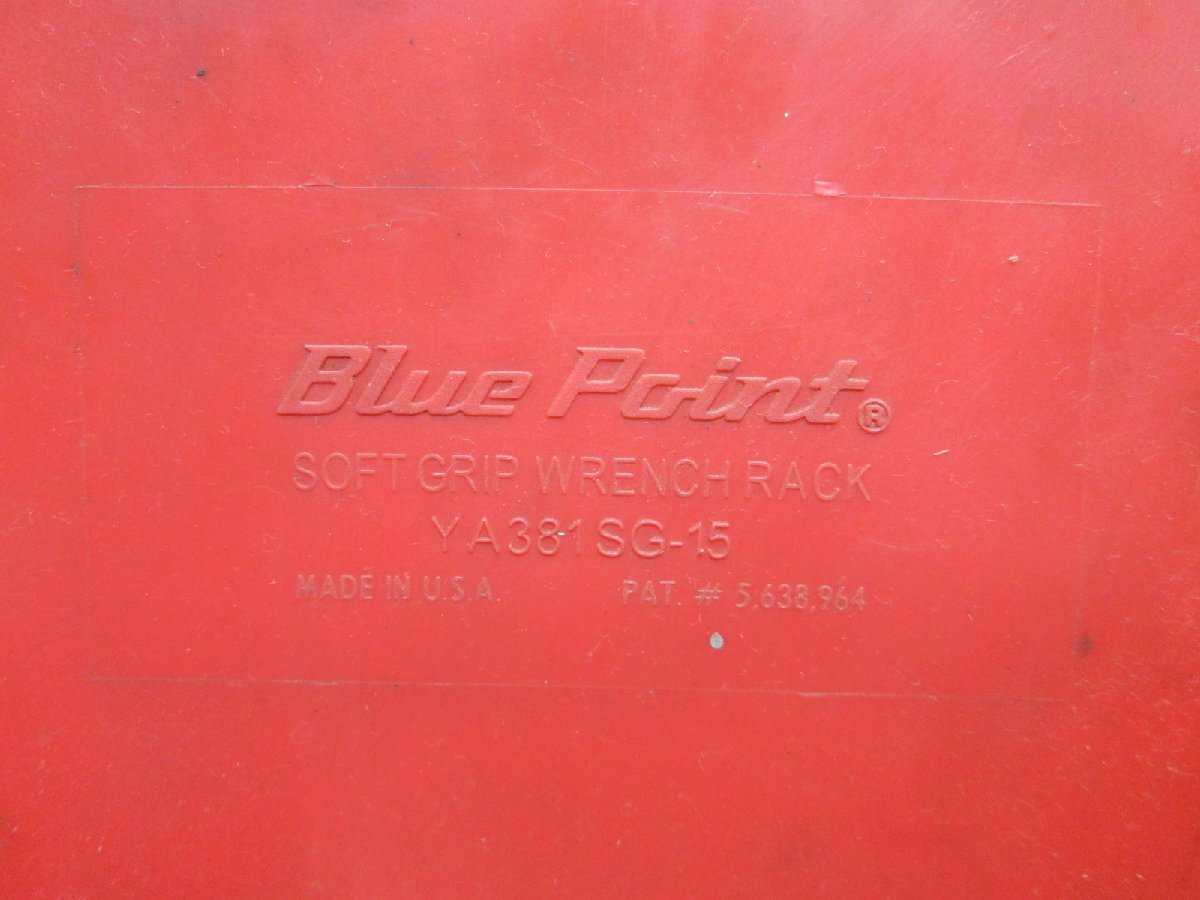 Blue Point®
SOFT GRIP WRENCH RACK
YA381SG-15
MADE IN U.S.A. PAT. # 5,638,964